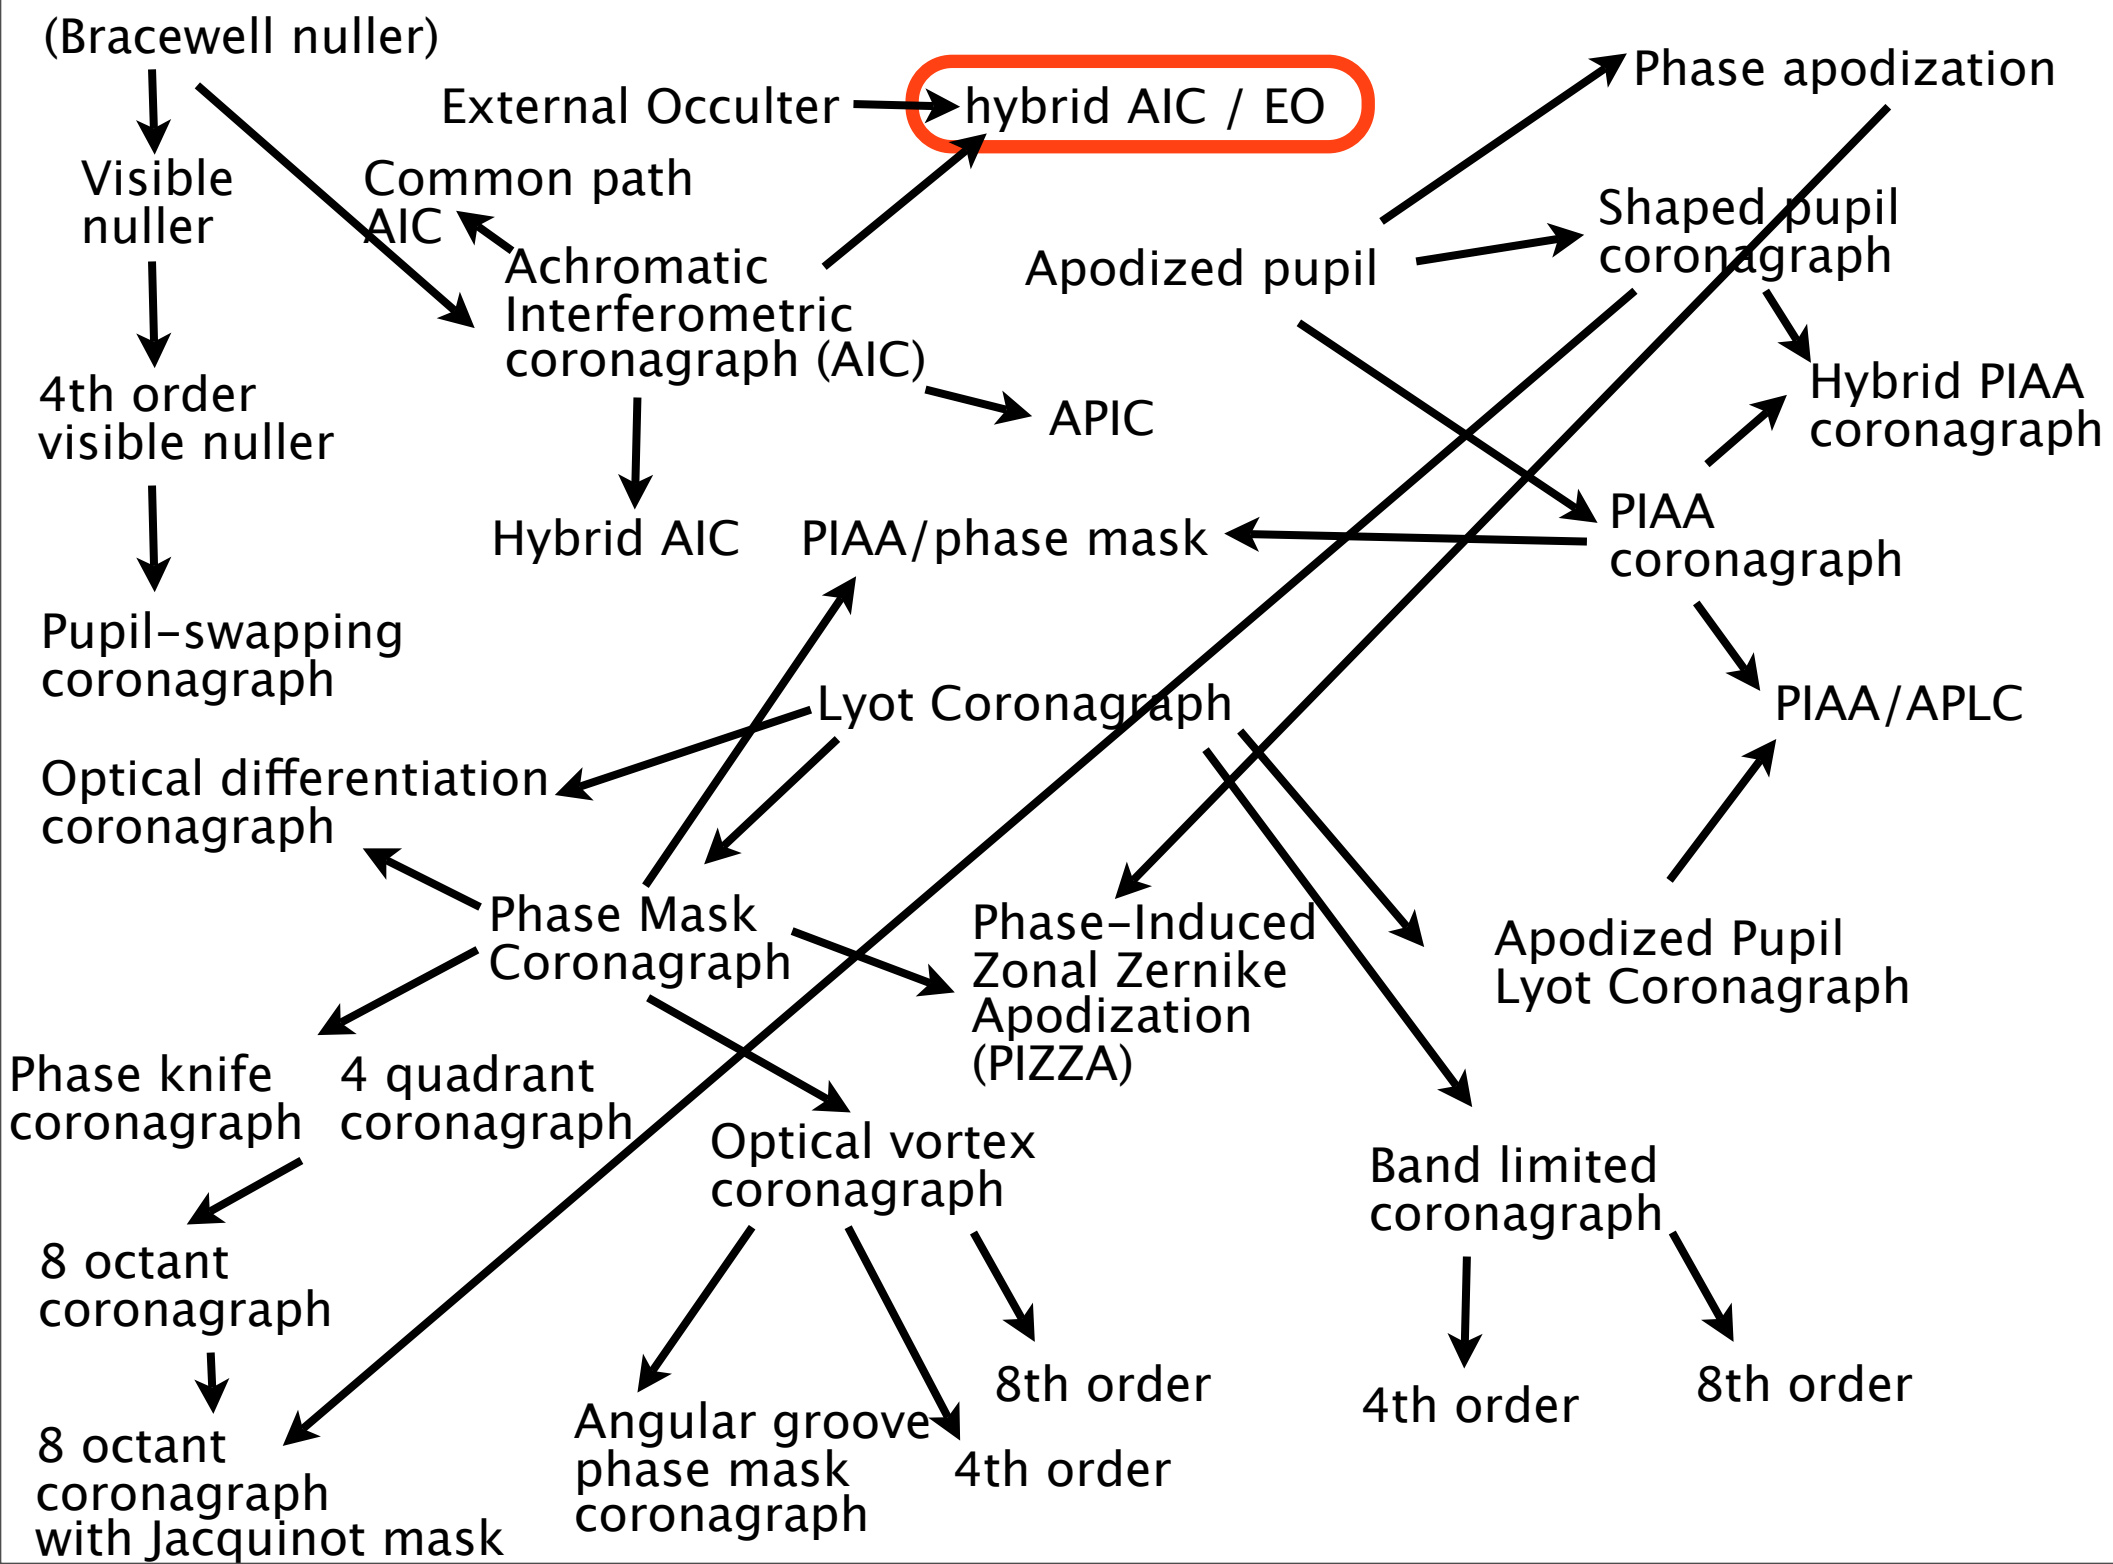 (Bracewell nuller)
External Occulter
hybrid AIC / EO
Phase apodization
Visible
nuller
Common path
AIC
Achromatic
Interferometric
coronagraph (AIC)
Apodized pupil
Shaped pupil
coronagraph
4th order
visible nuller
APIC
Hybrid PIAA
coronagraph
Hybrid AIC
PIAA/phase mask
PIAA
coronagraph
Pupil-swapping
coronagraph
Lyot Coronagraph
PIAA/APLC
Optical differentiation
coronagraph
Phase Mask
Coronagraph
Phase-Induced
Zonal Zernike
Apodization
(PIZZA)
Apodized Pupil
Lyot Coronagraph
Phase knife
coronagraph
4 quadrant
coronagraph
Optical vortex
coronagraph
Band limited
coronagraph
8 octant
coronagraph
8th order
4th order
8th order
Angular groove
phase mask
coronagraph
4th order
8 octant
coronagraph
with Jacquinot mask